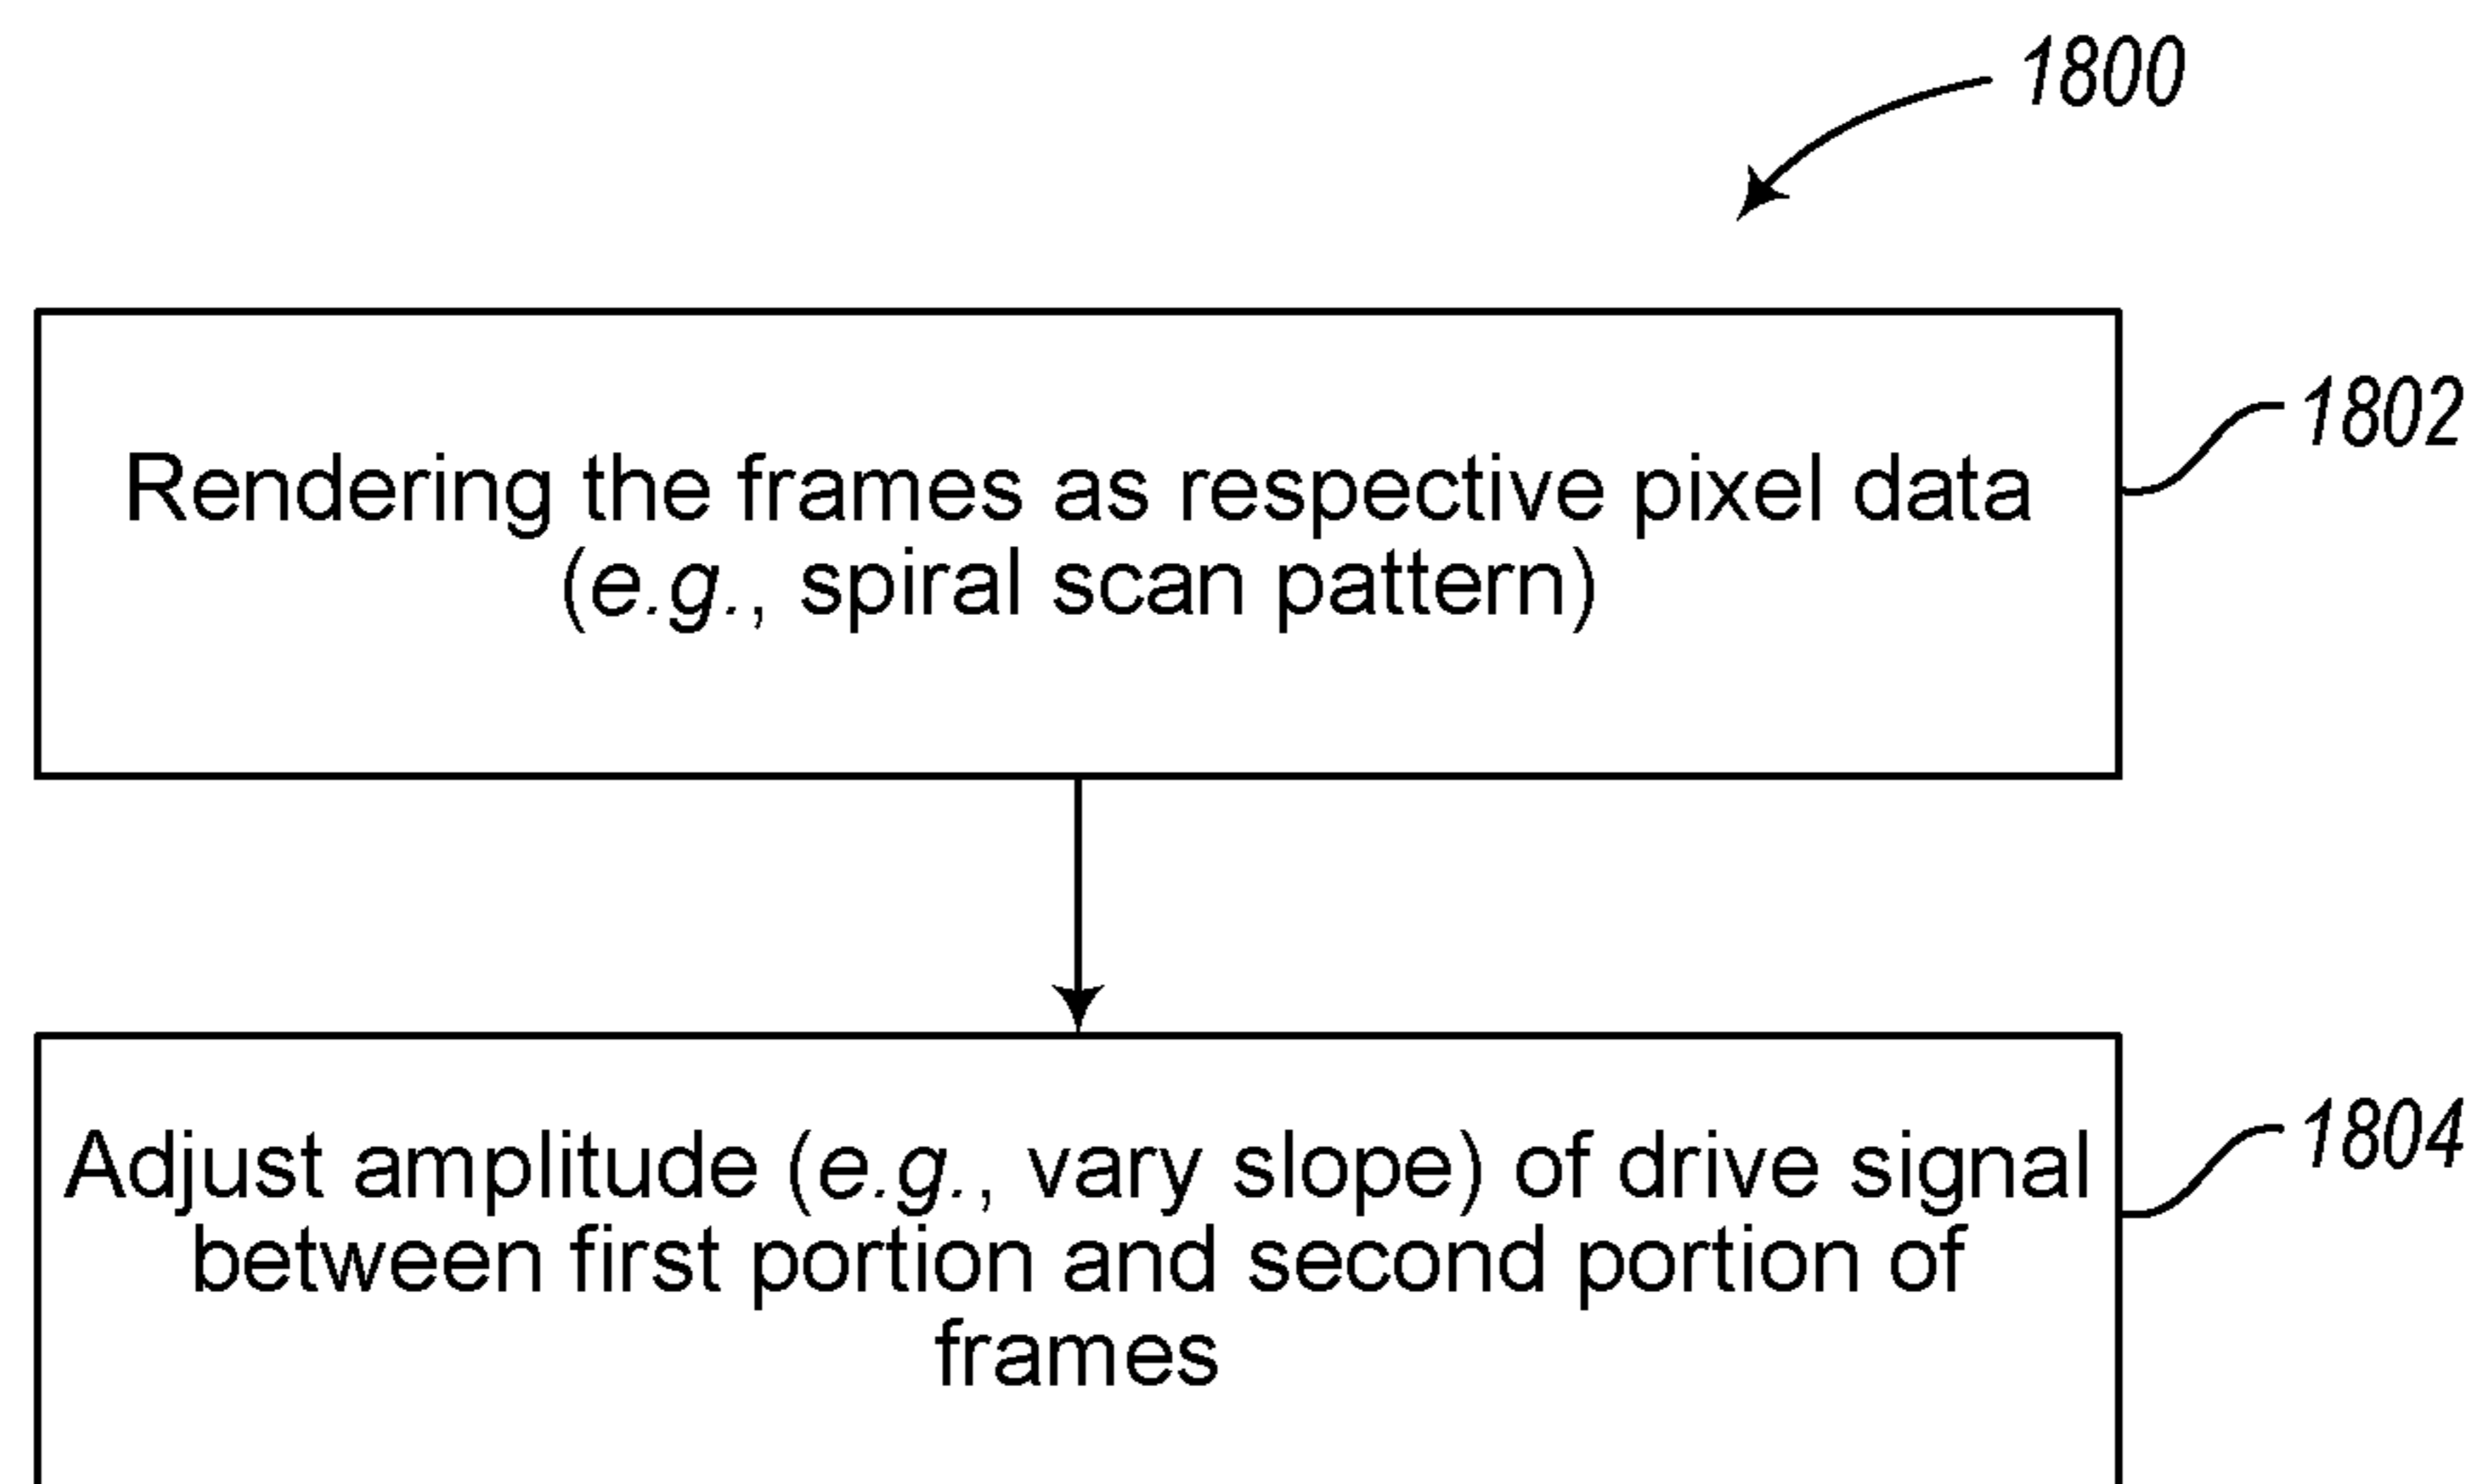 1800
1802
Rendering the frames as respective pixel data
(e.g., spiral scan pattern)
1804
Adjust amplitude (e.g., vary slope) of drive signal
between first portion and second portion of
frames